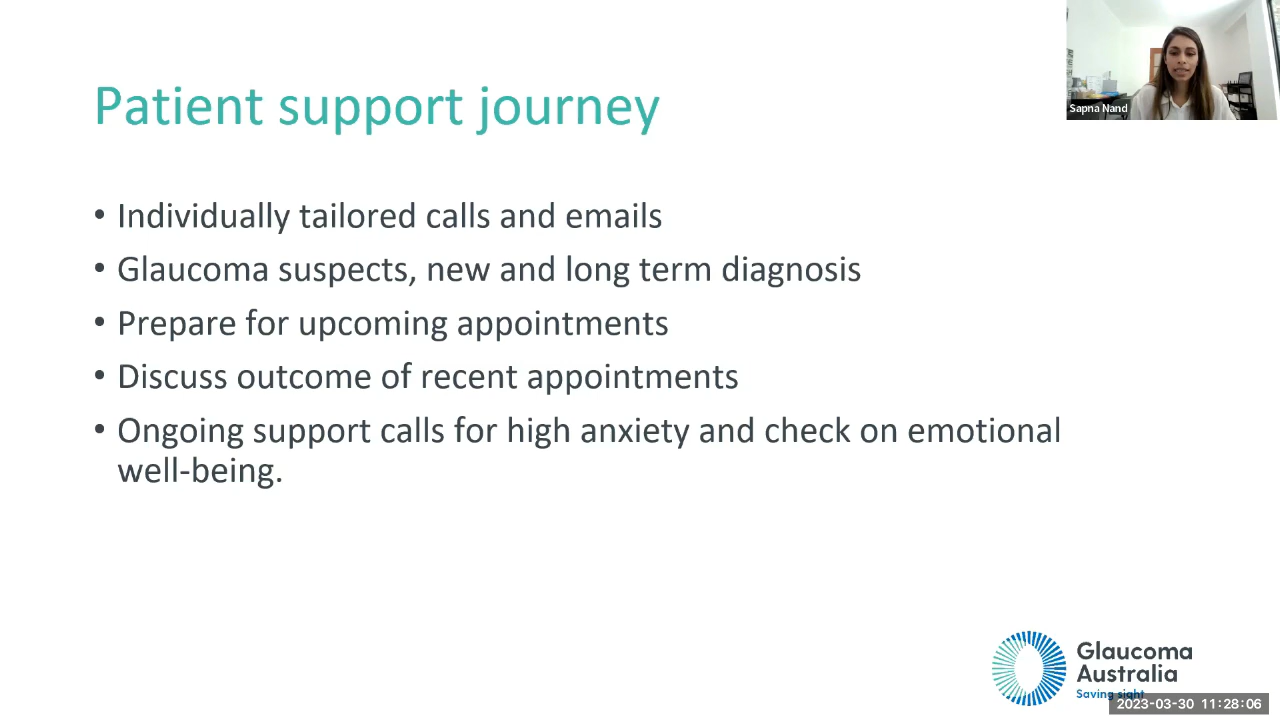 Patient support journey
Sapna Nand
• Individually tailored calls and emails
• Glaucoma suspects, new and long term diagnosis
• Prepare for upcoming appointments
• Discuss outcome of recent appointments
• Ongoing support calls for high anxiety and check on emotional
well-being.
Glaucoma
Australia
Saving sight
2023-03-30 11:28:06